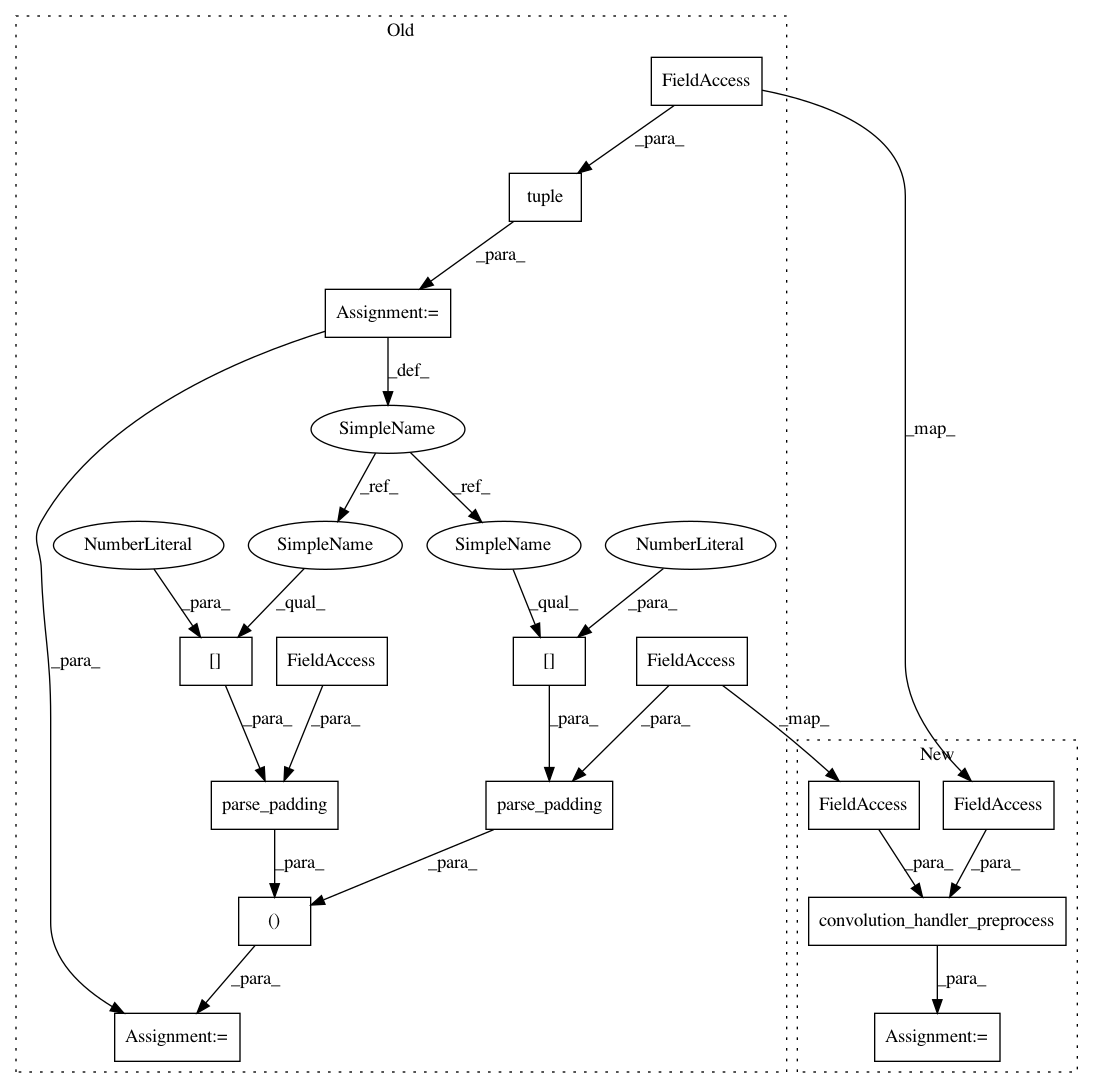 Old
FieldAccess
_para_
tuple
_para_
Assignment:=
_def_
SimpleName
_map_
_ref_ _ref_
NumberLiteral SimpleName SimpleName NumberLiteral
_para_ _qual_ _qual_ _para_
_para_ [] FieldAccess [] FieldAccess
_para_ _para_ _para_ _para_ _map_
New
parse_padding parse_padding FieldAccess FieldAccess
_para_ _para_ _para_ _para_
() convolution_handler_preprocess
_para_ _para_
Assignment:= Assignment:=